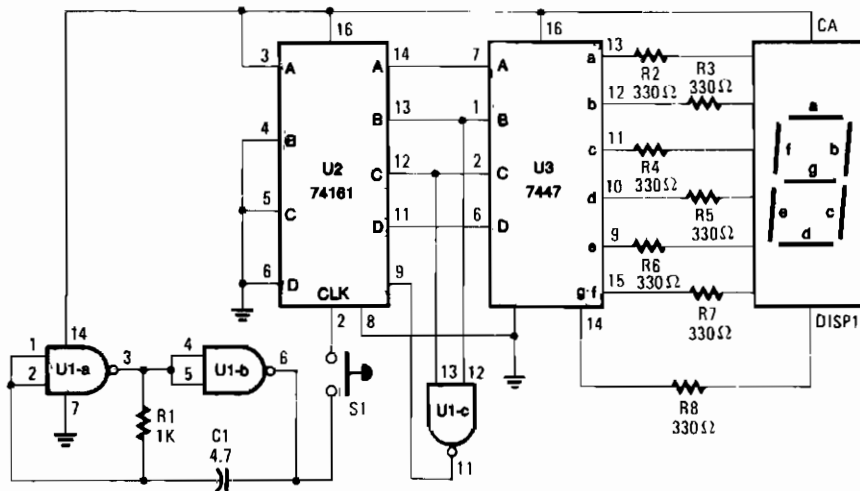 CA
16
16
3
A
14
A
7
A
13
a
R2
330Ω
R3
330Ω
4
B
13
B
1
B
12
b
U2
74161
U3
7447
a
f
b
g
e
c
d
5
C
12
C
2
C
11
c
R4
330Ω
6
D
11
D
6
D
10
d
R5
330Ω
9
e
R6
330Ω
CLK
9
15
g·f
R7
330Ω
2
8
14
DISP1
14
1
2
U1-a
3
4
5
U1-b
6
7
S1
13
12
U1-c
11
R1
1K
C1
4.7
R8
330Ω